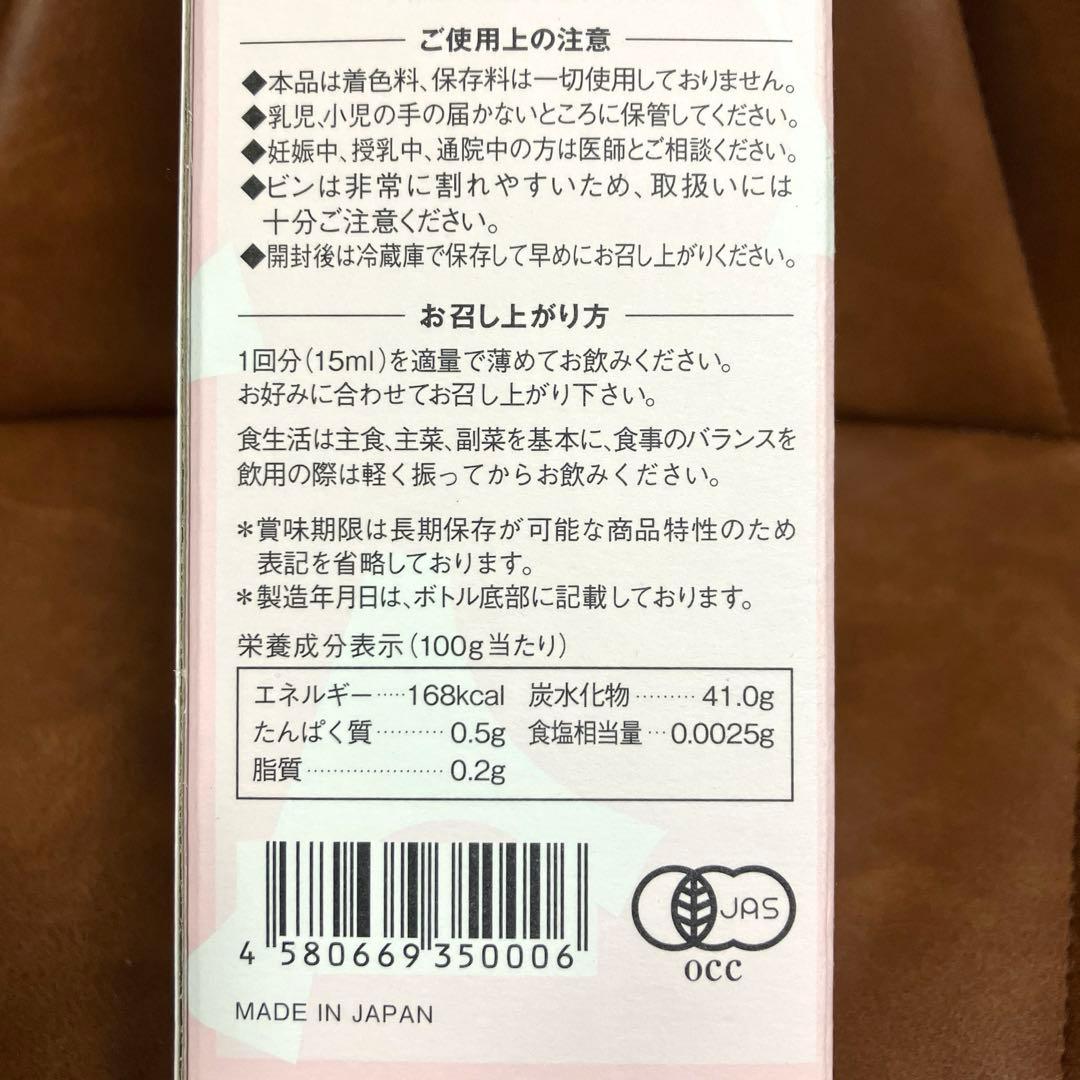 ご使用上の注意
◆本品は着色料、保存料は一切使用しておりません。
◆乳児、小児の手の届かないところに保管してください。
◆妊娠中、授乳中、通院中の方は医師とご相談ください。
◆ビンは非常に割れやすいため、取扱いには
十分ご注意ください。
◆開封後は冷蔵庫で保存して早めにお召し上がりください。
お召し上がり方
1回分(15ml)を適量で薄めてお飲みください。
お好みに合わせてお召し上がり下さい。
食生活は主食、主菜、副菜を基本に、食事のバランスを
飲用の際は軽く振ってからお飲みください。
＊賞味期限は長期保存が可能な商品特性のため
表記を省略しております。
＊製造年月日は、ボトル底部に記載しております。
栄養成分表示(100g当たり)
エネルギー……168kcal 炭水化物………41.0g
たんぱく質………0.5g 食塩相当量…0.0025g
脂質………………0.2g
4 580669 350006
JAS
occ
MADE IN JAPAN